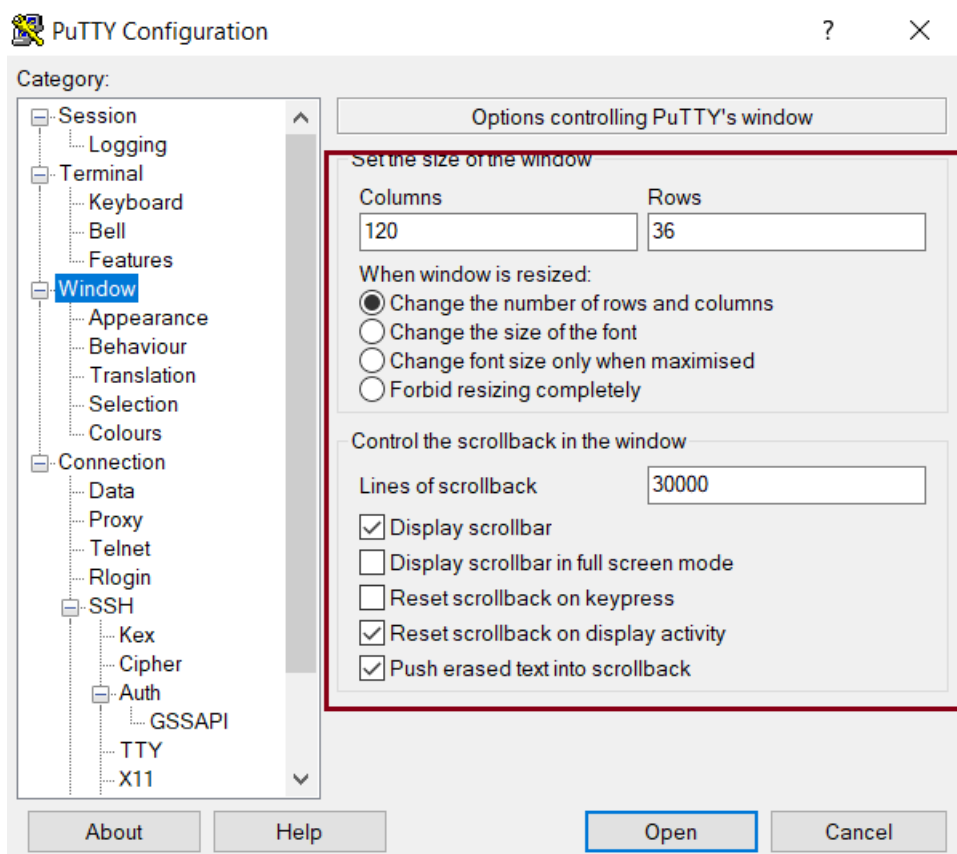 PuTTY Configuration ?
Category:
Session
Logging
Terminal
Keyboard
Bell
Features
Window
Appearance
Behaviour
Translation
Selection
Colours
Connection
Data
Proxy
Telnet
Rlogin
SSH
Kex
Cipher
Auth
GSSAPI
TTY
X11
Options controlling PuTTY's window
Set the size of the window
Columns Rows
120 36
When window is resized:
Change the number of rows and columns
Change the size of the font
Change font size only when maximised
Forbid resizing completely
Control the scrollback in the window
Lines of scrollback 30000
Display scrollbar
Display scrollbar in full screen mode
Reset scrollback on keypress
Reset scrollback on display activity
Push erased text into scrollback
About Help Open Cancel